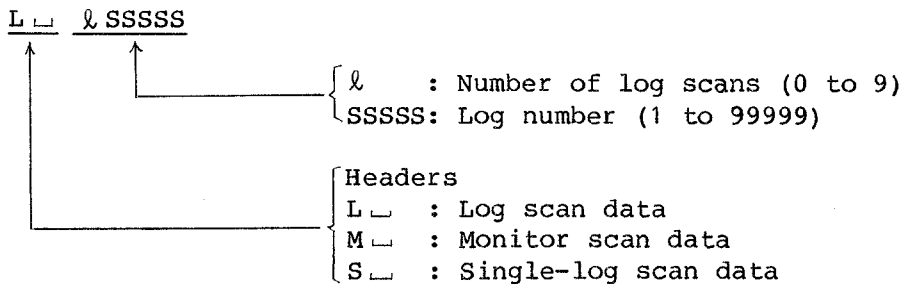 L ⎵ ℓ SSSSS
ℓ : Number of log scans (0 to 9)
SSSSS: Log number (1 to 99999)
Headers
L ⎵ : Log scan data
M ⎵ : Monitor scan data
S ⎵ : Single-log scan data